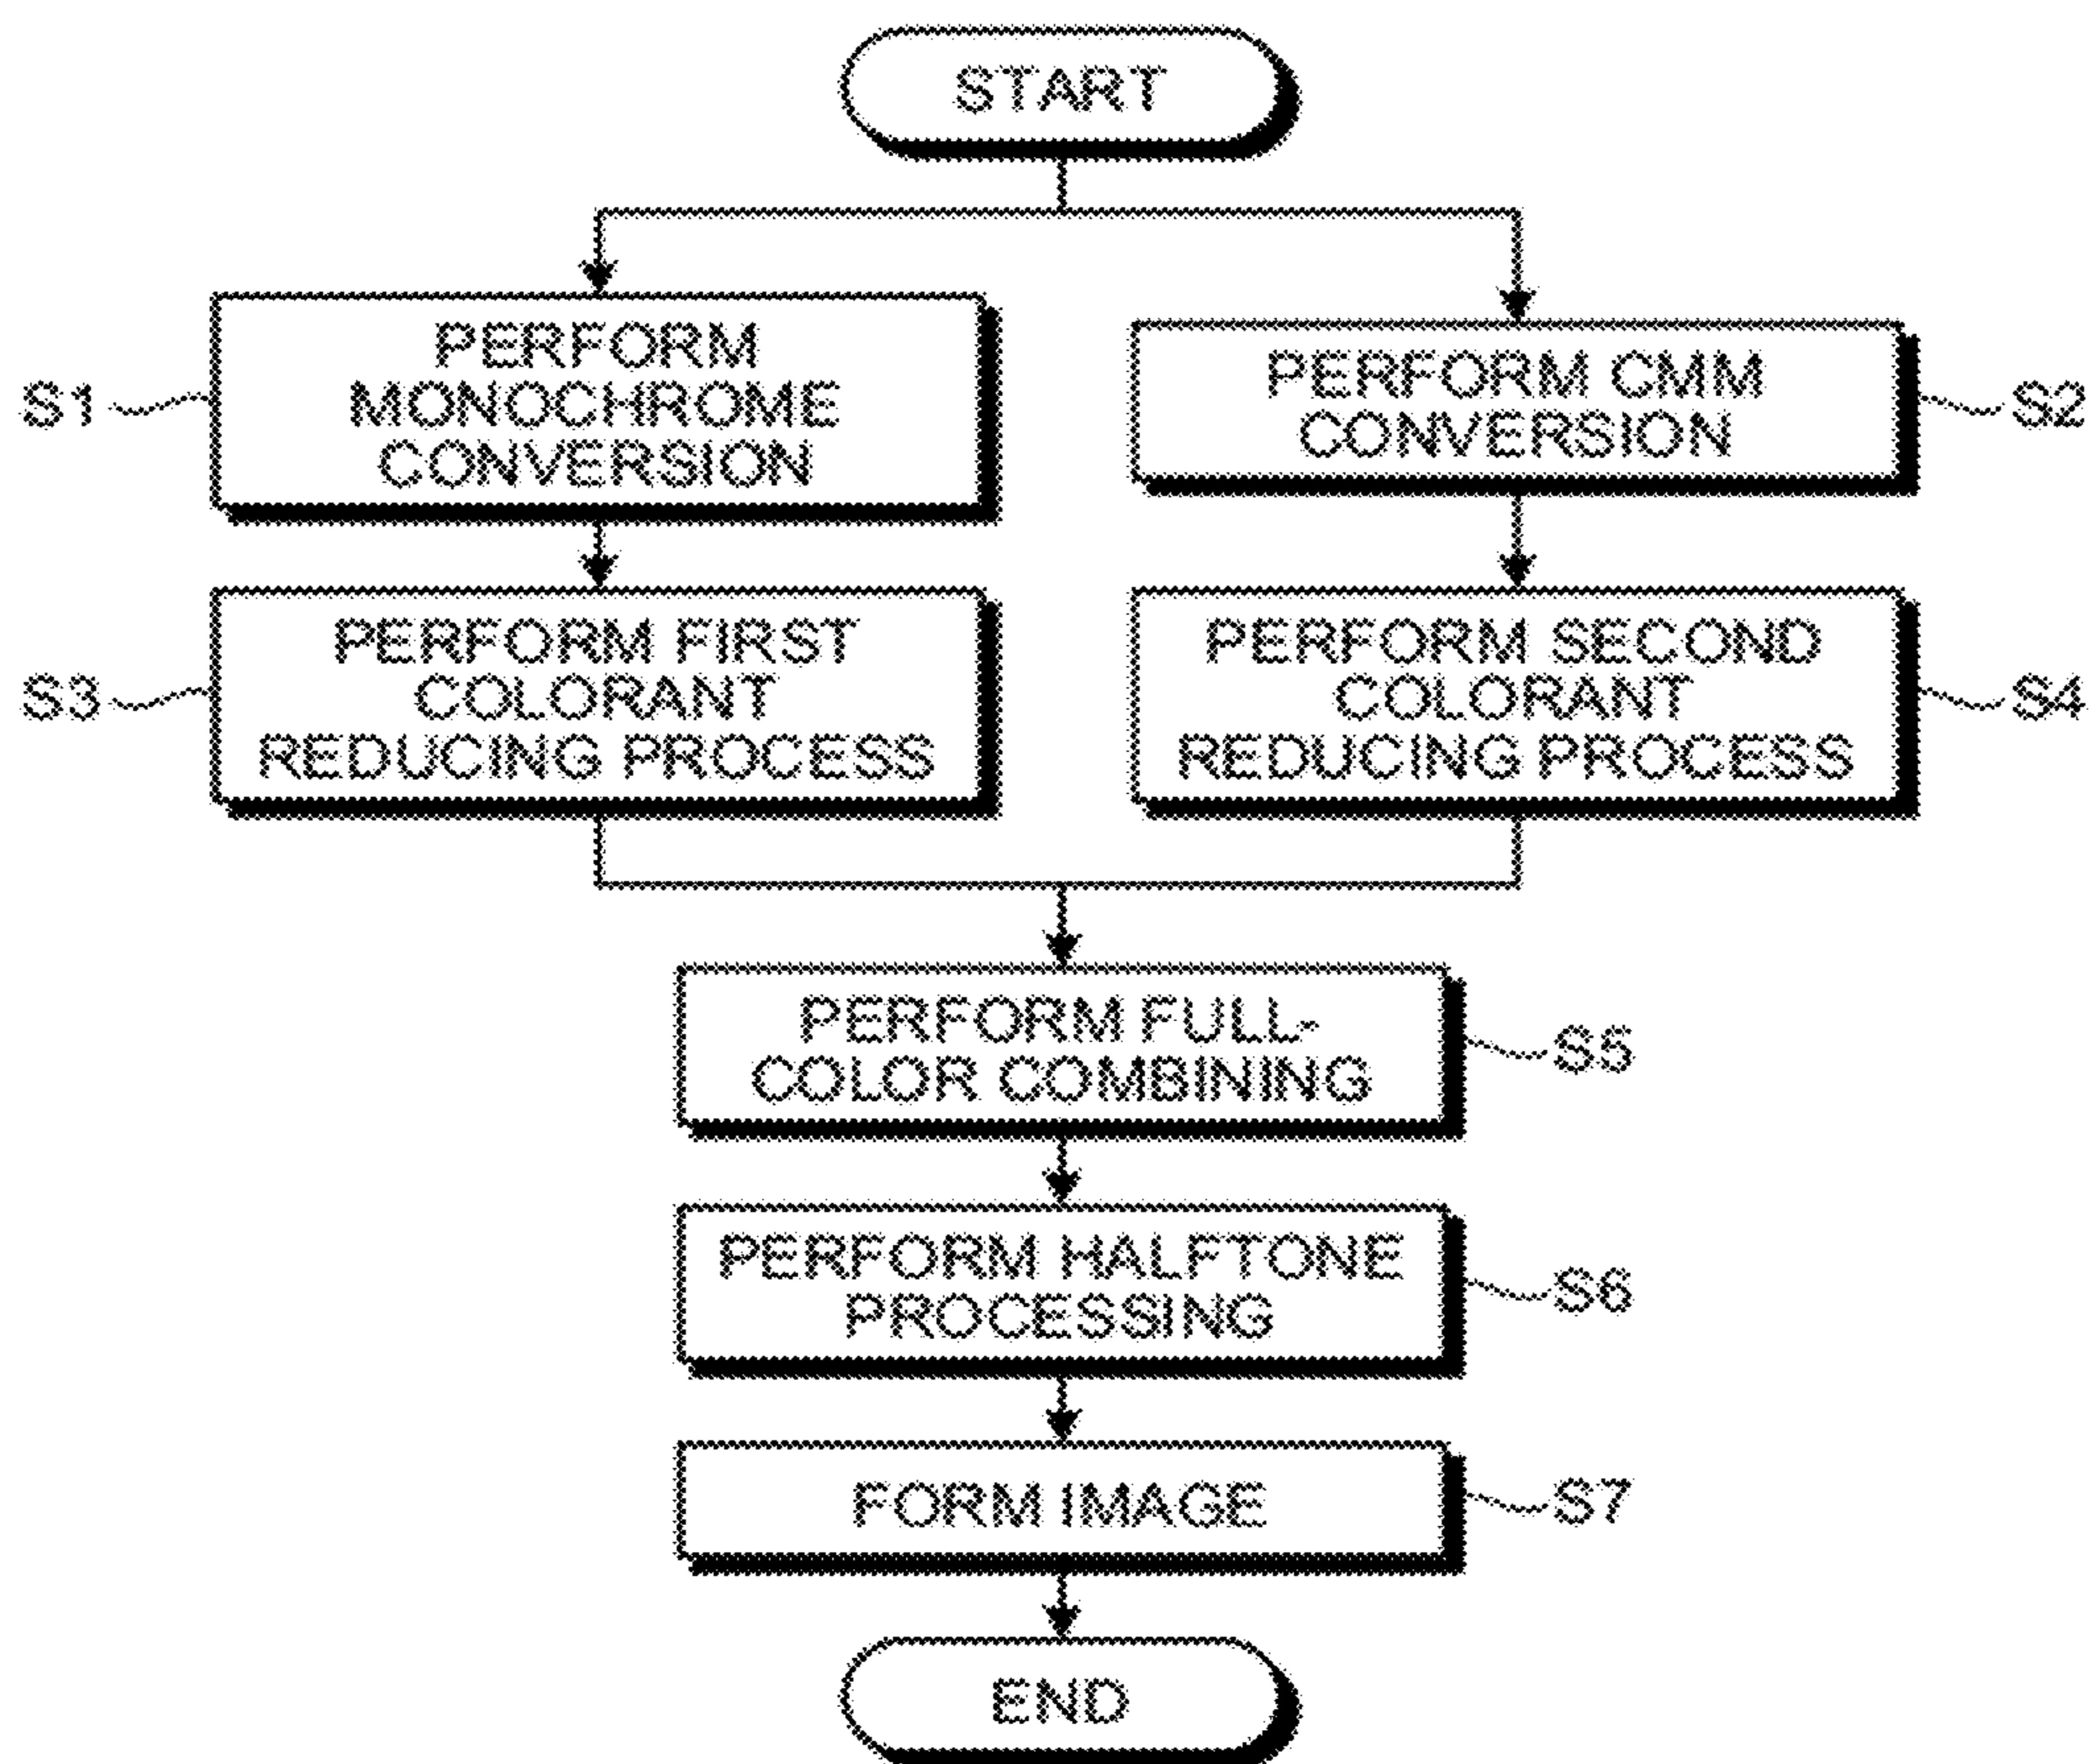 START
PERFORM
MONOCHROME
CONVERSION
S1
PERFORM CMM
CONVERSION
S2
PERFORM FIRST
COLORANT
REDUCING PROCESS
S3
PERFORM SECOND
COLORANT
REDUCING PROCESS
S4
PERFORM FULL-
COLOR COMBINING
S5
PERFORM HALFTONE
PROCESSING
S6
FORM IMAGE
S7
END